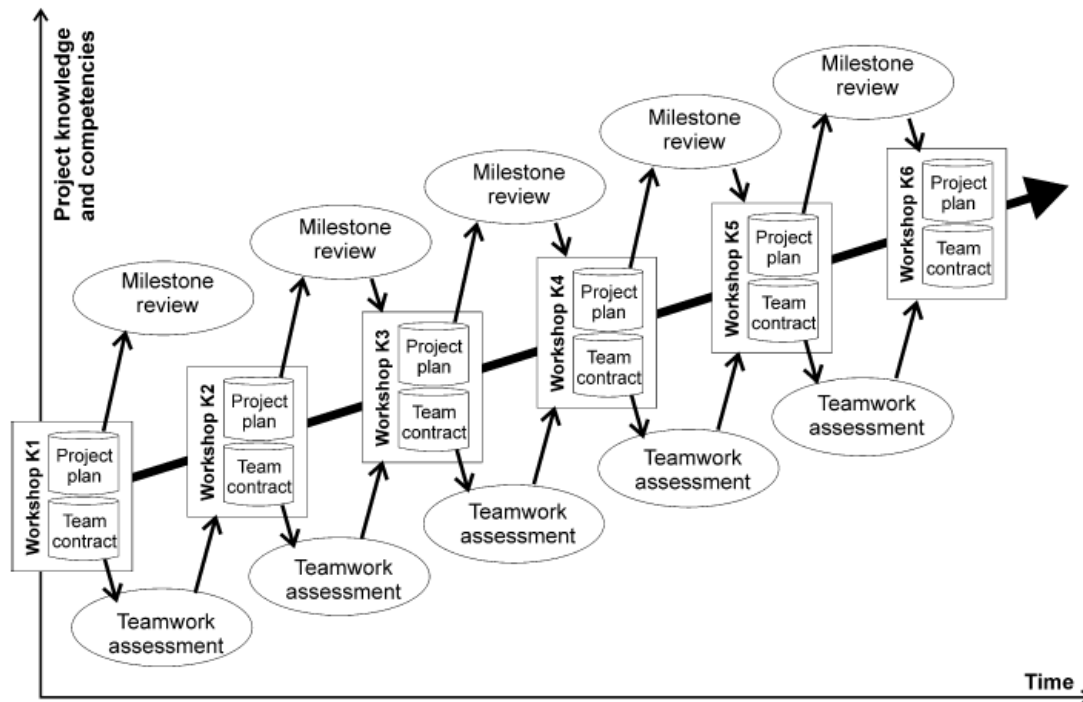 Project knowledge
and competencies
Workshop K1
Project
plan
Team
contract
Milestone
review
Teamwork
assessment
Workshop K2
Project
plan
Team
contract
Milestone
review
Teamwork
assessment
Workshop K3
Project
plan
Team
contract
Milestone
review
Teamwork
assessment
Workshop K4
Project
plan
Team
contract
Milestone
review
Teamwork
assessment
Workshop K5
Project
plan
Team
contract
Milestone
review
Teamwork
assessment
Workshop K6
Project
plan
Team
contract
Time